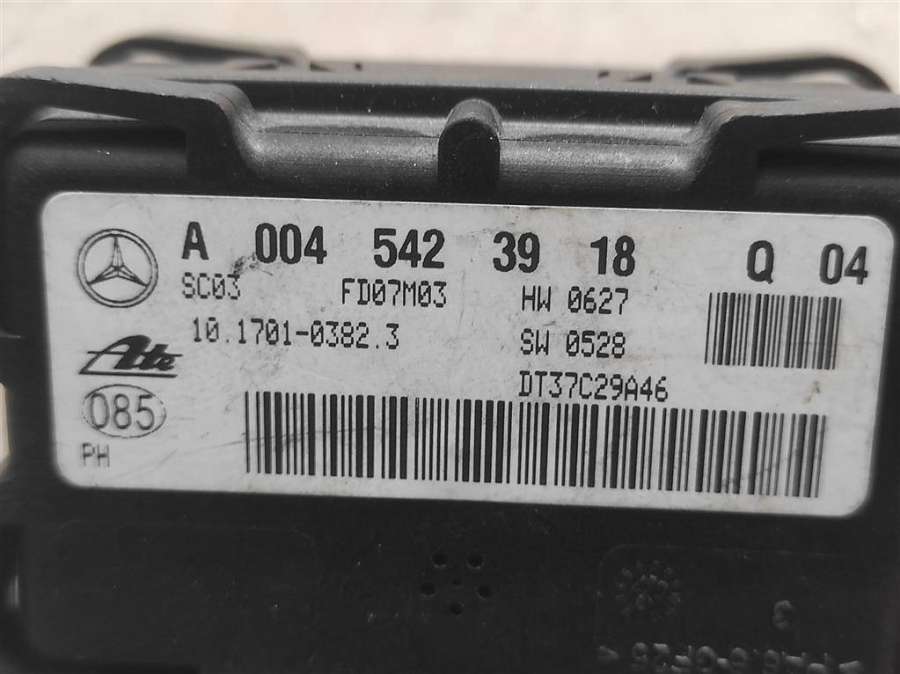 A 004 542 39 18 Q 04
SC03 FD07M03 HW 0627
10.1701-0382.3 SW 0528
Ate DT37C29A46
085
PH
3